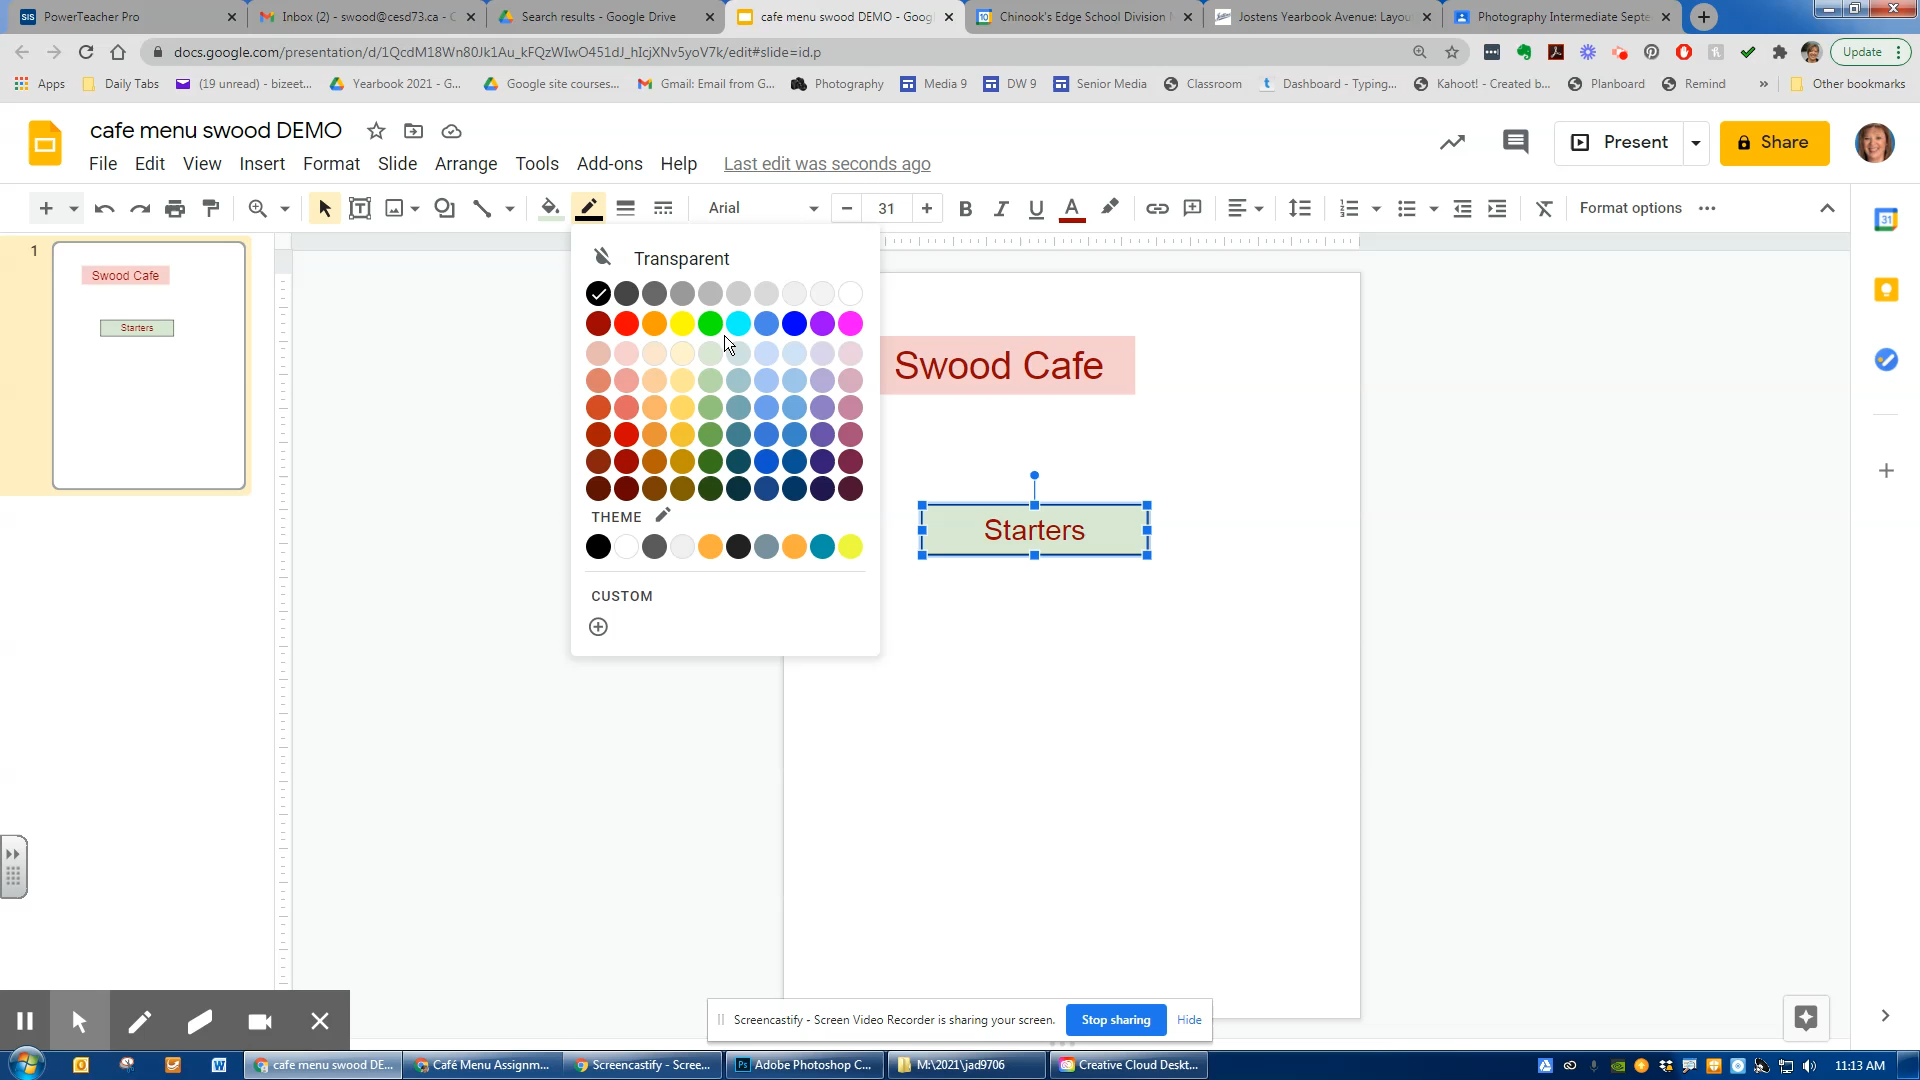 SIS PowerTeacher Pro
Inbox (2) - swood@cesd73.ca - C
Search results - Google Drive
cafe menu swood DEMO - Goog
Chinook's Edge School Division
Jostens Yearbook Avenue: Layou
Photography Intermediate Septe
docs.google.com/presentation/d/1QcdM18Wn80Jk1Au_kFQzWIwO451dJ_hIcjXNv5yoV7k/edit#slide=id.p
Update
Apps
Daily Tabs
(19 unread) - bizeet...
Yearbook 2021 - G...
Google site courses...
Gmail: Email from G...
Photography
Media 9
DW 9
Senior Media
Classroom
Dashboard - Typing...
Kahoot! - Created b...
Planboard
Remind
»
Other bookmarks
cafe menu swood DEMO
Present
Share
File Edit View Insert Format Slide Arrange Tools Add-ons Help Last edit was seconds ago
Arial
31
B I U A
Format options
31
1
Swood Cafe
Starters
Transparent
THEME
CUSTOM
Swood Cafe
Starters
Screencastify - Screen Video Recorder is sharing your screen.
Stop sharing
Hide
cafe menu swood DE...
Café Menu Assignm...
Screencastify - Scree...
Ps Adobe Photoshop C...
M:\2021\jad9706
Creative Cloud Deskt...
11:13 AM